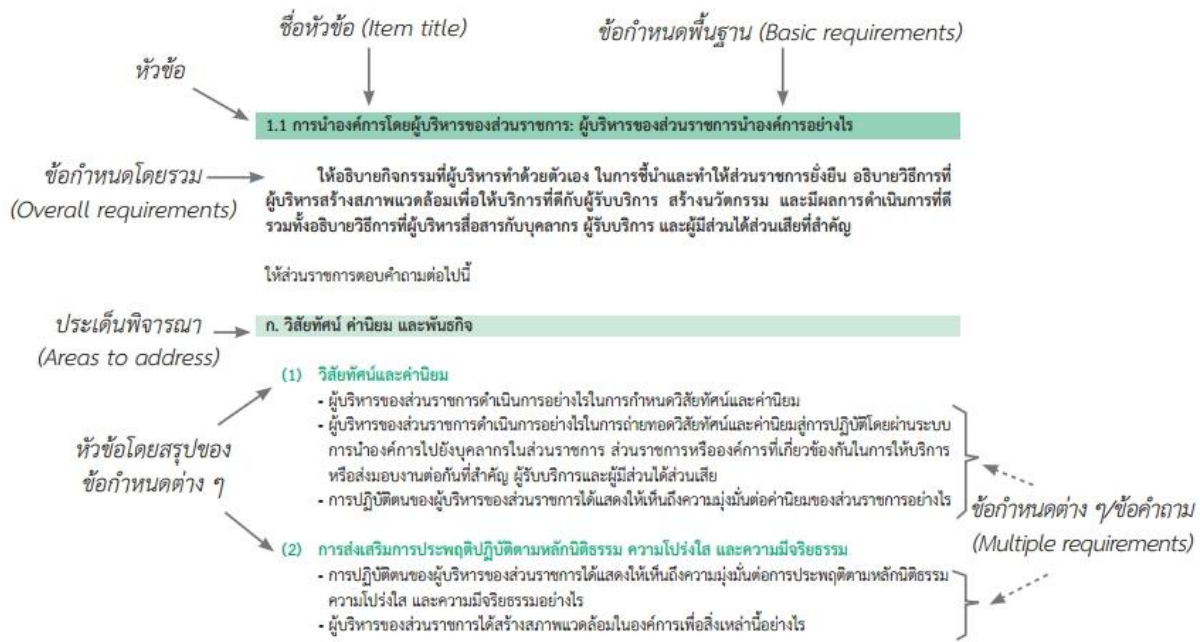 ชื่อหัวข้อ (Item title)
ข้อกำหนดพื้นฐาน (Basic requirements)
หัวข้อ
1.1 การนำองค์การโดยผู้บริหารของส่วนราชการ: ผู้บริหารของส่วนราชการนำองค์การอย่างไร
ข้อกำหนดโดยรวม
(Overall requirements)
ให้อธิบายกิจกรรมที่ผู้บริหารทำด้วยตัวเอง ในการชี้นำและทำให้ส่วนราชการยั่งยืน อธิบายวิธีการที่
ผู้บริหารสร้างสภาพแวดล้อมเพื่อให้บริการที่ดีกับผู้รับบริการ สร้างนวัตกรรม และมีผลการดำเนินการที่ดี
รวมทั้งอธิบายวิธีการที่ผู้บริหารสื่อสารกับบุคลากร ผู้รับบริการ และผู้มีส่วนได้ส่วนเสียที่สำคัญ
ให้ส่วนราชการตอบคำถามต่อไปนี้
ประเด็นพิจารณา
(Areas to address)
ก. วิสัยทัศน์ ค่านิยม และพันธกิจ
(1) วิสัยทัศน์และค่านิยม
- ผู้บริหารของส่วนราชการดำเนินการอย่างไรในการกำหนดวิสัยทัศน์และค่านิยม
- ผู้บริหารของส่วนราชการดำเนินการอย่างไรในการถ่ายทอดวิสัยทัศน์และค่านิยมสู่การปฏิบัติโดยผ่านระบบ
การนำองค์การไปยังบุคลากรในส่วนราชการ ส่วนราชการหรือองค์การที่เกี่ยวข้องกันในการให้บริการ
หรือส่งมอบงานต่อกันที่สำคัญ ผู้รับบริการและผู้มีส่วนได้ส่วนเสีย
- การปฏิบัติตนของผู้บริหารของส่วนราชการได้แสดงให้เห็นถึงความมุ่งมั่นต่อค่านิยมของส่วนราชการอย่างไร
หัวข้อโดยสรุปของ
ข้อกำหนดต่าง ๆ
ข้อกำหนดต่าง ๆ/ข้อคำถาม
(Multiple requirements)
(2) การส่งเสริมการประพฤติปฏิบัติตามหลักนิติธรรม ความโปร่งใส และความมีจริยธรรม
- การปฏิบัติตนของผู้บริหารของส่วนราชการได้แสดงให้เห็นถึงความมุ่งมั่นต่อการประพฤติตามหลักนิติธรรม
ความโปร่งใส และความมีจริยธรรมอย่างไร
- ผู้บริหารของส่วนราชการได้สร้างสภาพแวดล้อมในองค์การเพื่อสิ่งเหล่านี้อย่างไร